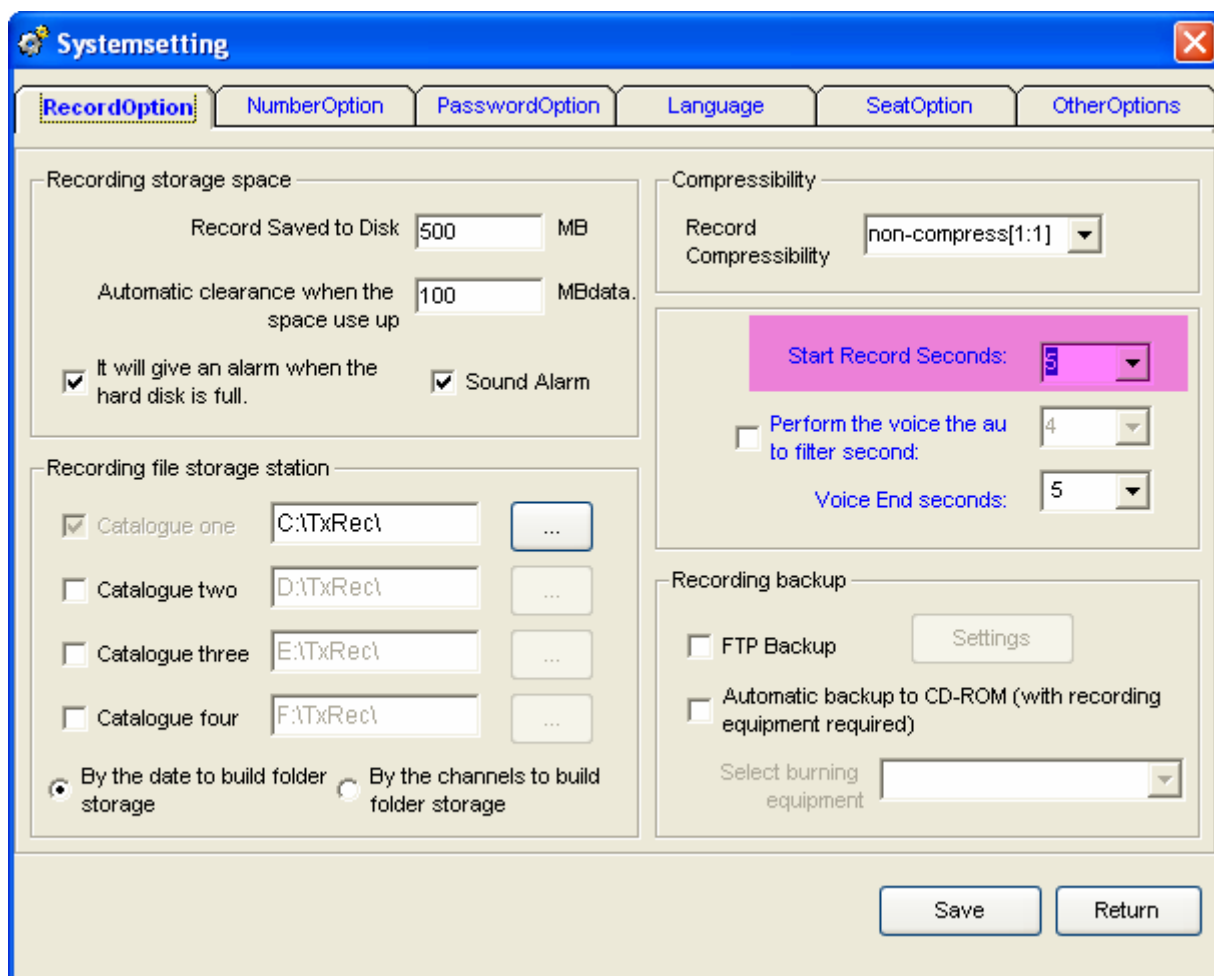 Systemsetting
RecordOption
NumberOption
PasswordOption
Language
SeatOption
OtherOptions
Recording storage space
Record Saved to Disk
500
MB
Automatic clearance when the
space use up
100
MBdata.
It will give an alarm when the
hard disk is full.
Sound Alarm
Recording file storage station
Catalogue one
C:\TxRec\
...
Catalogue two
D:\TxRec\
...
Catalogue three
E:\TxRec\
...
Catalogue four
F:\TxRec\
...
By the date to build folder
storage
By the channels to build
folder storage
Compressibility
Record
Compressibility
non-compress[1:1]
Start Record Seconds:
5
Perform the voice the au
to filter second:
4
Voice End seconds:
5
Recording backup
FTP Backup
Settings
Automatic backup to CD-ROM (with recording
equipment required)
Select burning
equipment
Save
Return